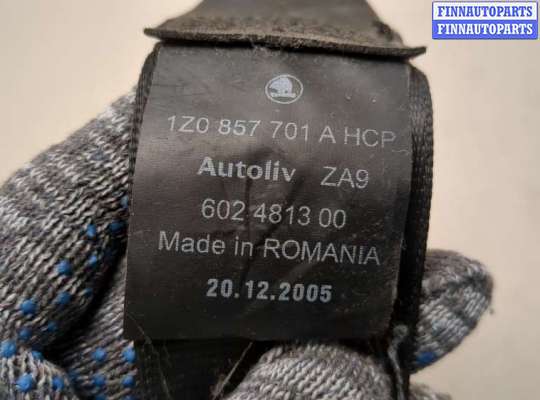 FINNAUTOPARTS
FINNAUTOPARTS
1Z0 857 701 A HCP
Autoliv ZA9
602 4813 00
Made in ROMANIA
20.12.2005